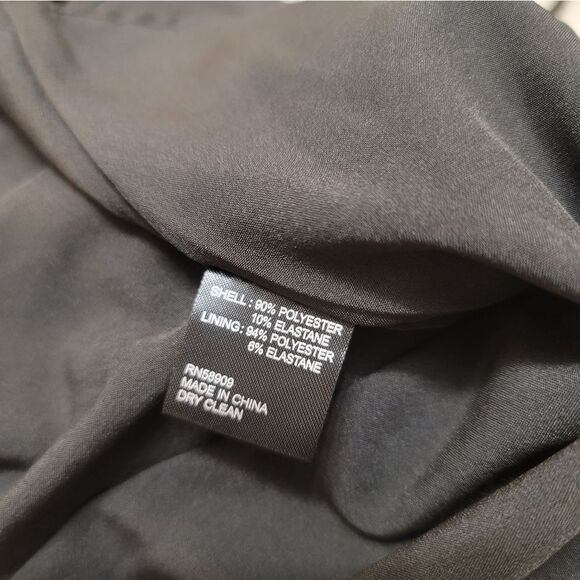 SHELL : 90% POLYESTER
10% ELASTANE
LINING : 94% POLYESTER
6% ELASTANE
RN58909
MADE IN CHINA
DRY CLEAN